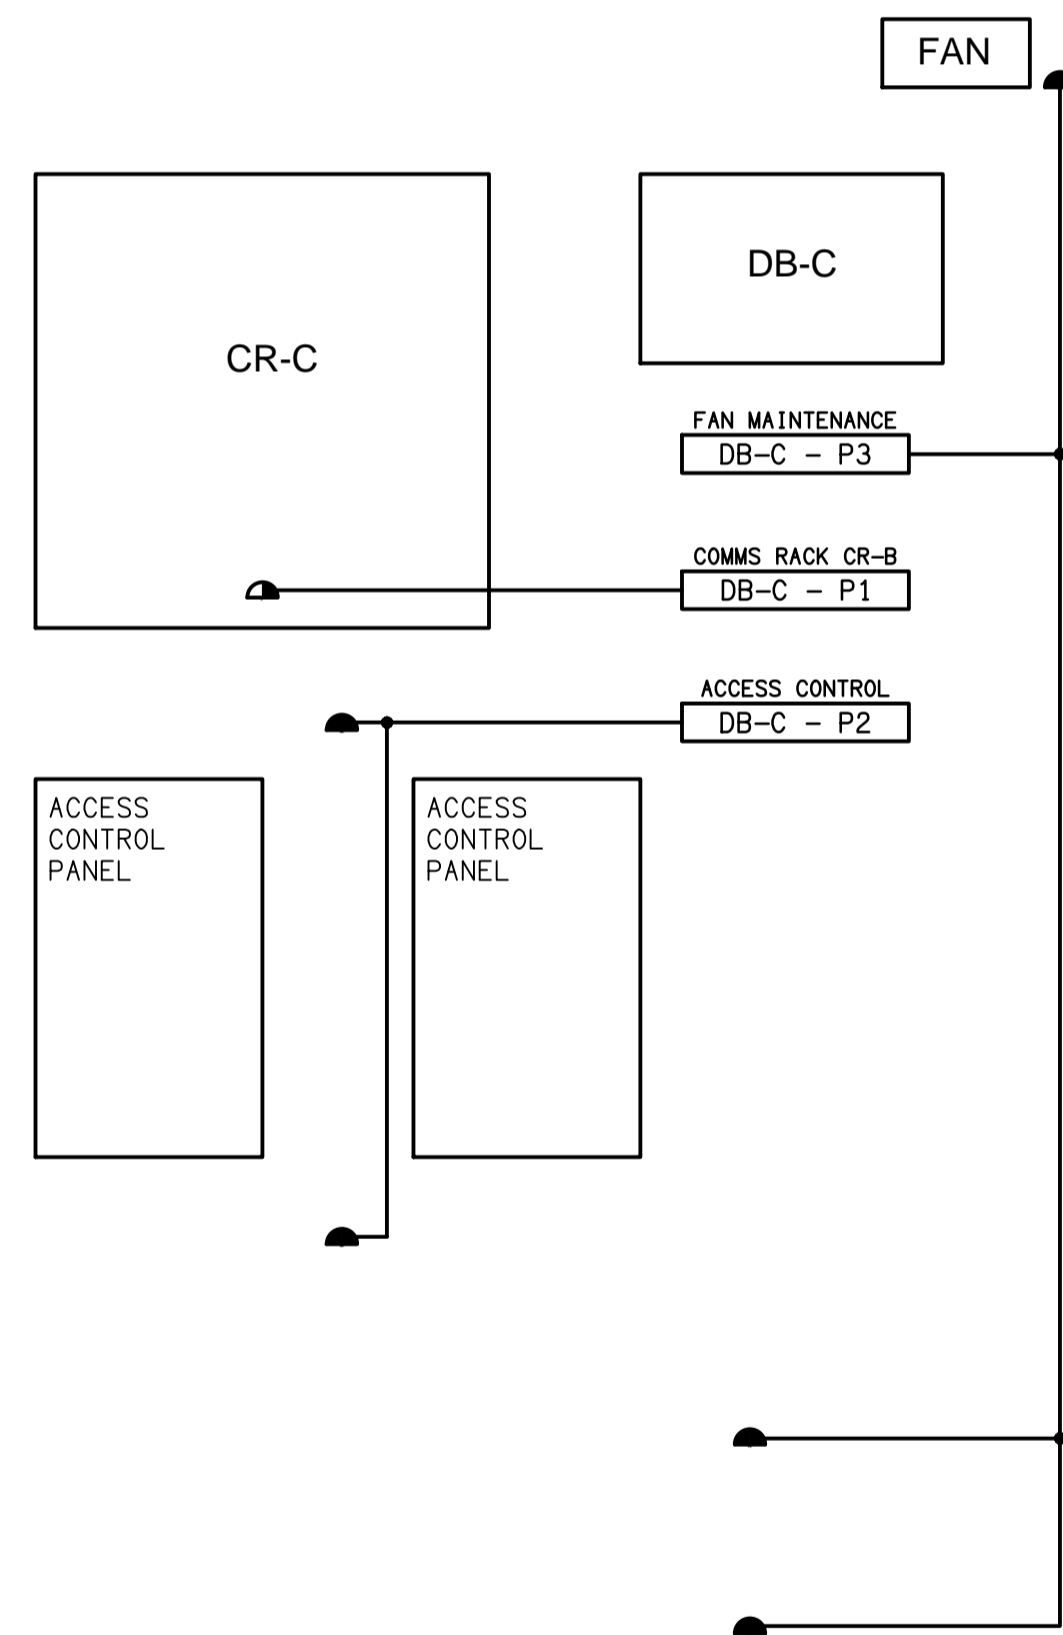 FAN
DB-C
CR-C
FAN MAINTENANCE
DB-C - P3
COMMS RACK CR-B
DB-C - P1
ACCESS CONTROL
DB-C - P2
ACCESS
CONTROL
PANEL
ACCESS
CONTROL
PANEL